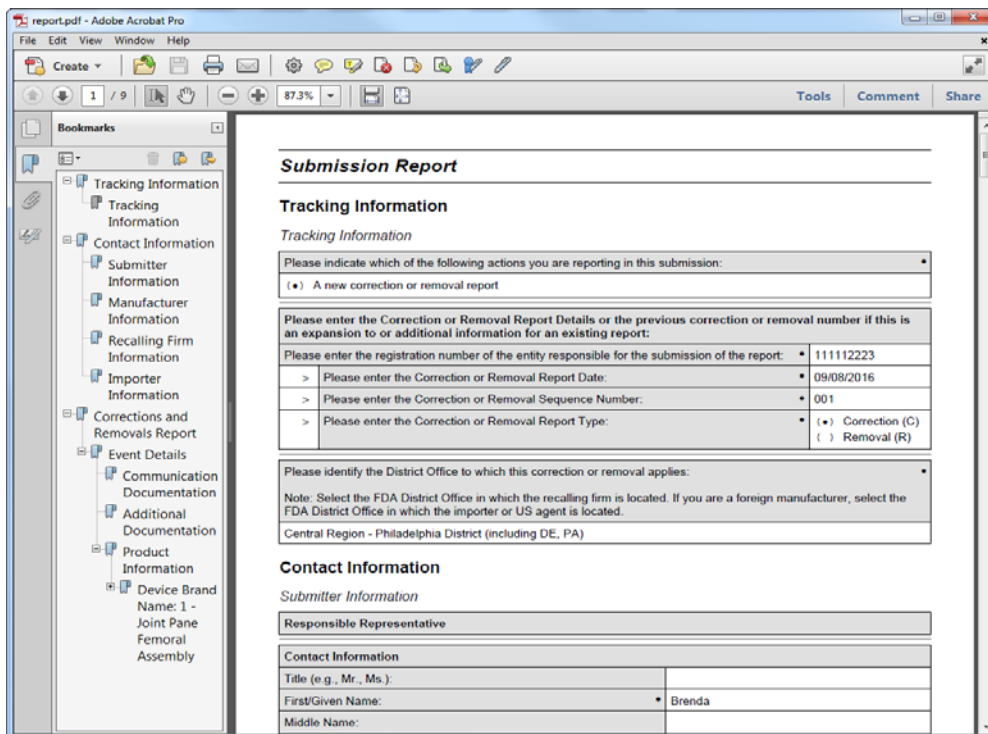 report.pdf - Adobe Acrobat Pro
File Edit View Window Help
Create
1 / 9 87.3% Tools Comment Share
Bookmarks
Tracking Information
Tracking
Information
Contact Information
Submitter
Information
Manufacturer
Information
Recalling Firm
Information
Importer
Information
Corrections and
Removals Report
Event Details
Communication
Documentation
Additional
Documentation
Product
Information
Device Brand
Name: 1 -
Joint Pane
Femoral
Assembly
Submission Report
Tracking Information
Tracking Information
Please indicate which of the following actions you are reporting in this submission: •
(•) A new correction or removal report
Please enter the Correction or Removal Report Details or the previous correction or removal number if this is
an expansion to or additional information for an existing report:
Please enter the registration number of the entity responsible for the submission of the report: • 111112223
> Please enter the Correction or Removal Report Date: • 09/08/2016
> Please enter the Correction or Removal Sequence Number: • 001
> Please enter the Correction or Removal Report Type: • (•) Correction (C)
( ) Removal (R)
Please identify the District Office to which this correction or removal applies: •
Note: Select the FDA District Office in which the recalling firm is located. If you are a foreign manufacturer, select the
FDA District Office in which the importer or US agent is located.
Central Region - Philadelphia District (including DE, PA)
Contact Information
Submitter Information
Responsible Representative
Contact Information
Title (e.g., Mr., Ms.):
First/Given Name: • Brenda
Middle Name: